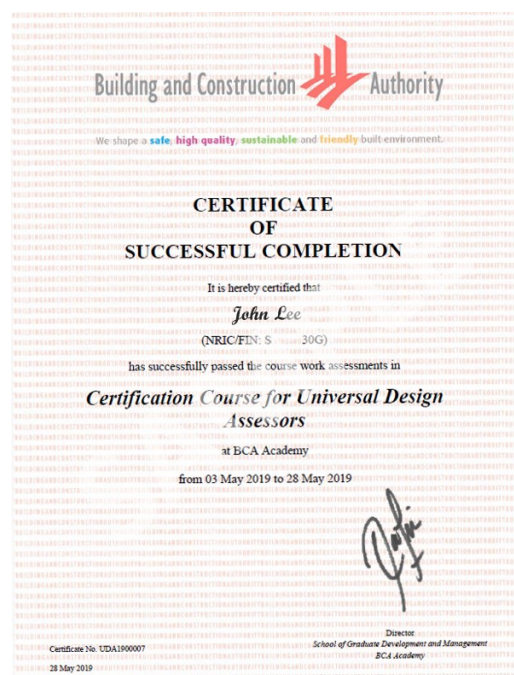 Building and Construction Authority
We shape a safe, high quality, sustainable and friendly built environment.
CERTIFICATE
OF
SUCCESSFUL COMPLETION
It is hereby certified that
John Lee
(NRIC/FIN: S 30G)
has successfully passed the course work assessments in
Certification Course for Universal Design
Assessors
at BCA Academy
from 03 May 2019 to 28 May 2019
Director
School of Graduate Development and Management
BCA Academy
Certificate No. UDA1900007
28 May 2019